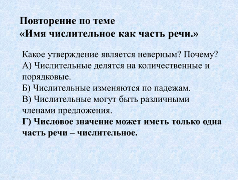 Повторение по теме
«Имя числительное как часть речи.»
Какое утверждение является неверным? Почему?
А) Числительные делятся на количественные и
порядковые.
Б) Числительные изменяются по падежам.
В) Числительные могут быть различными
членами предложения.
Г) Числовое значение может иметь только одна
часть речи – числительное.